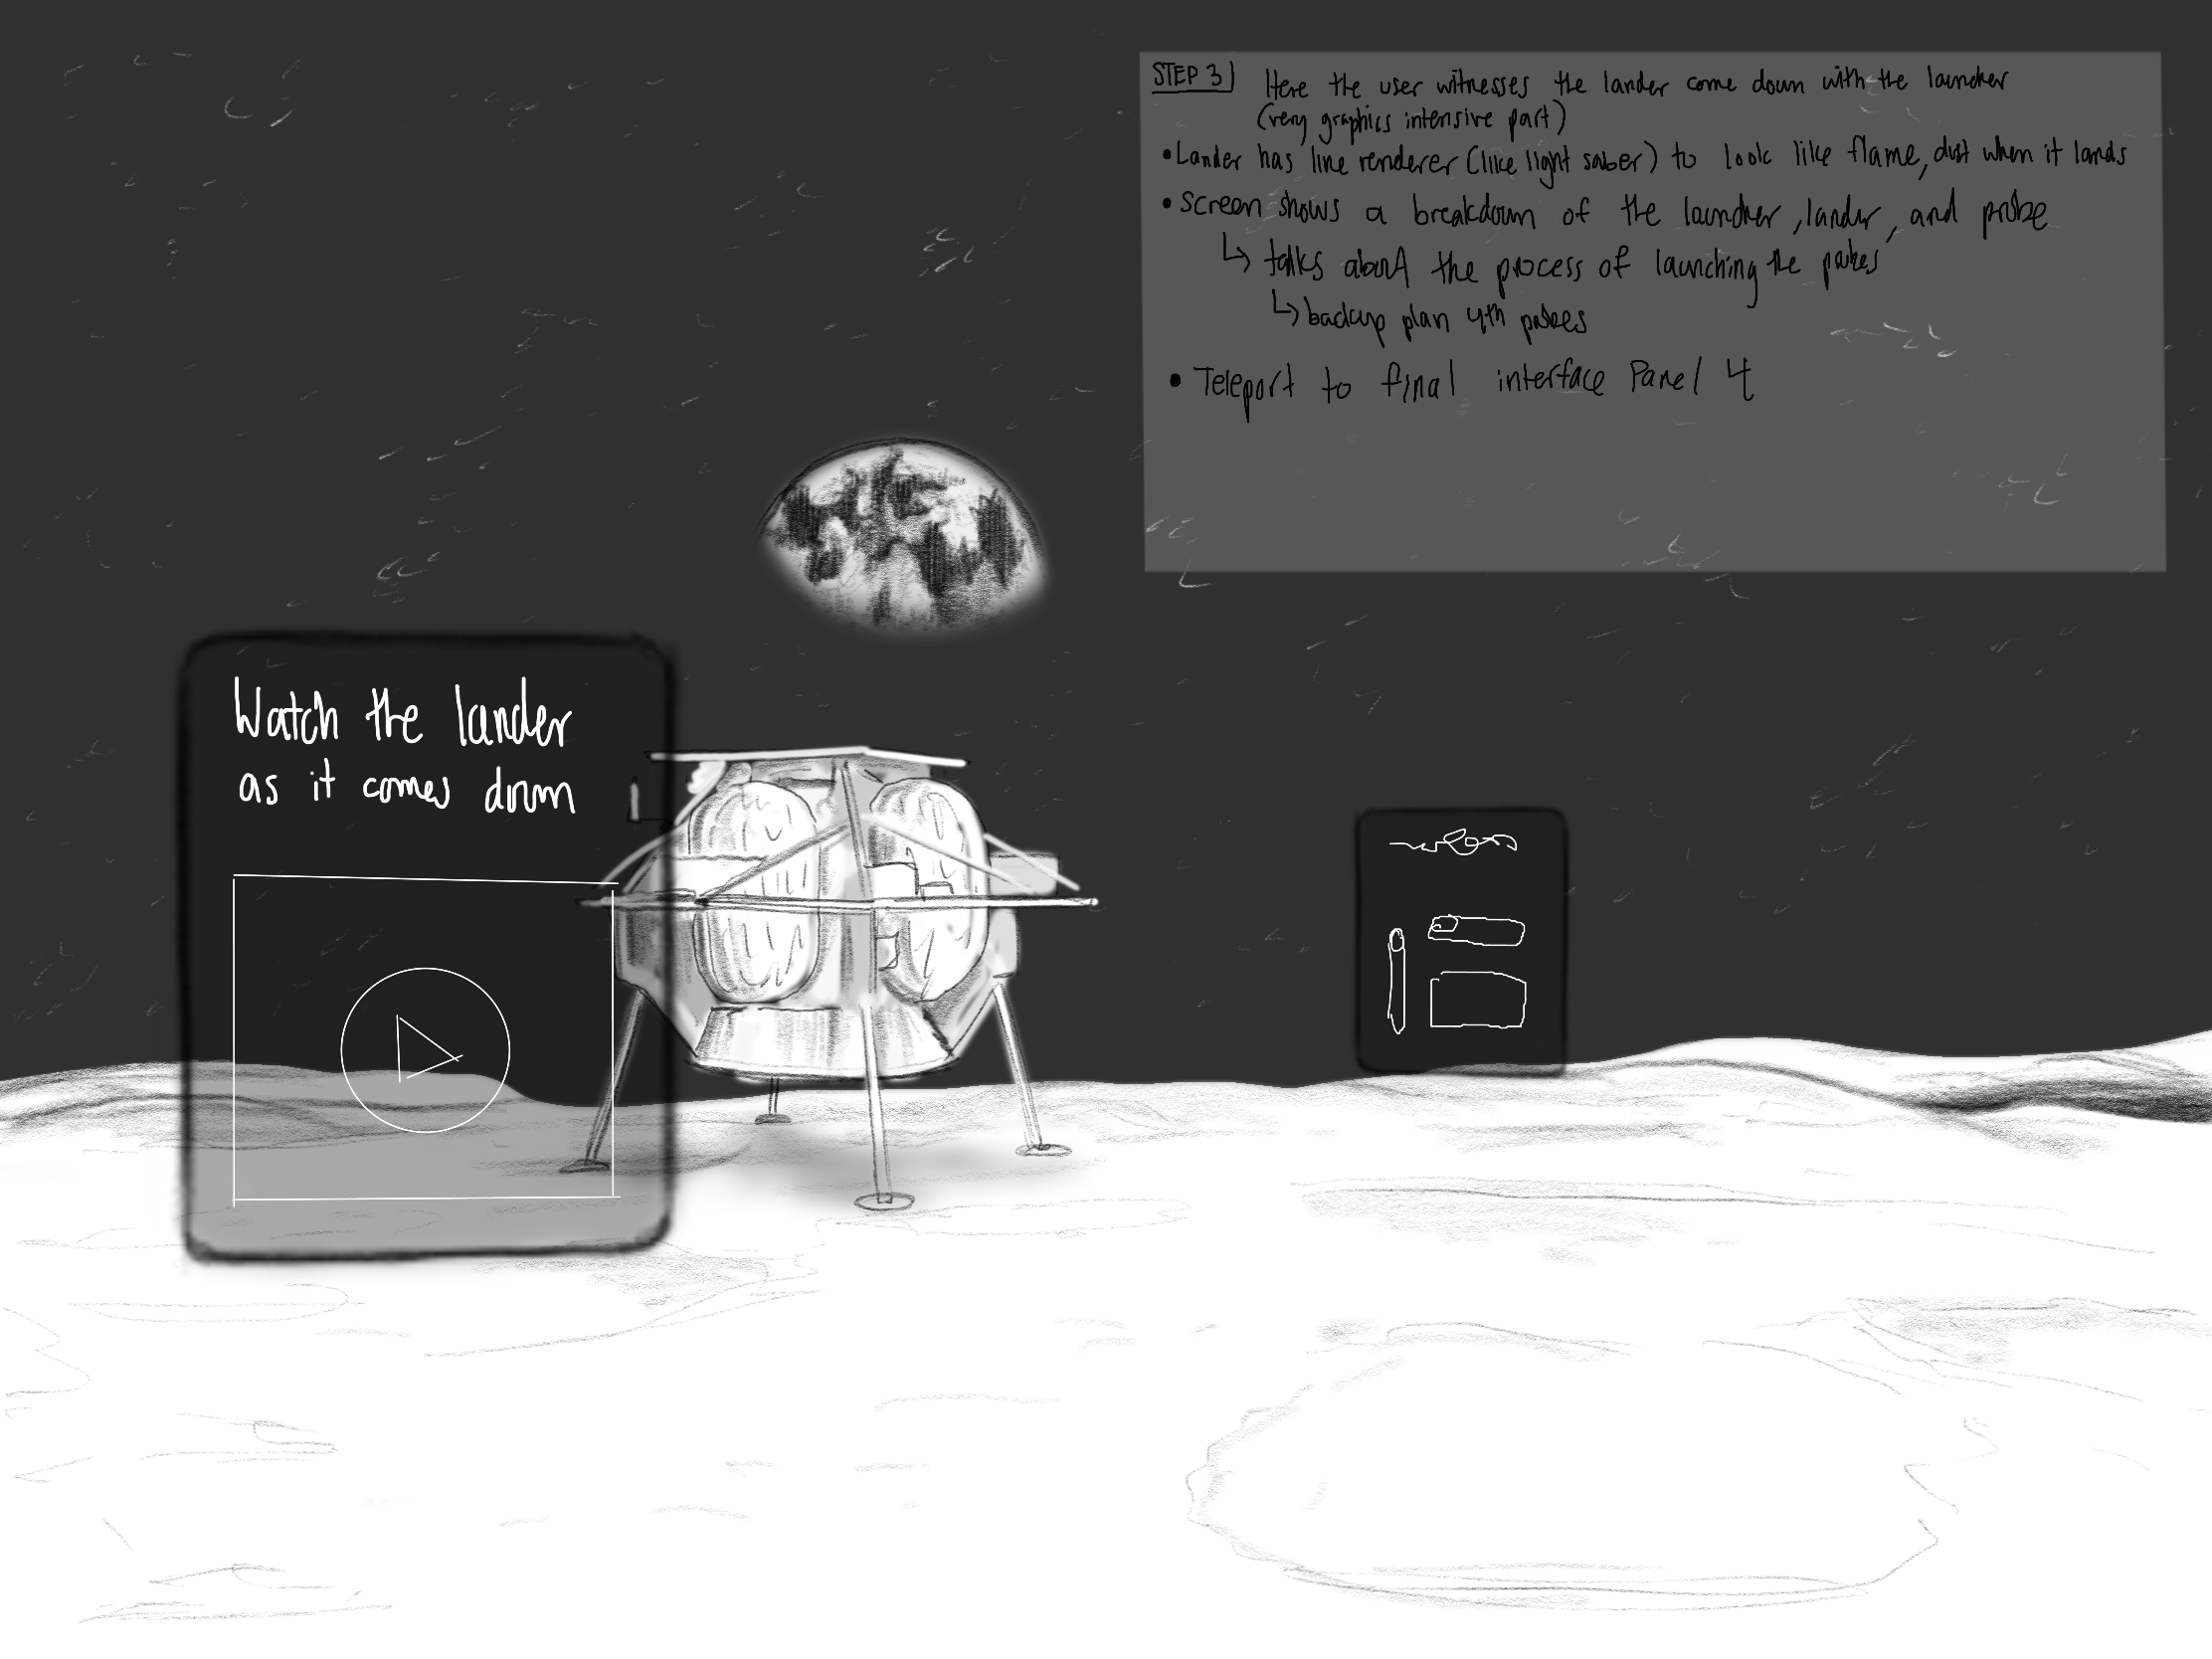 STEP 3) Here the user witnesses the lander come down with the launcher
(very graphics intensive part)
• Lander has line renderer (like light saber) to look like flame, dust when it lands
• Screen shows a breakdown of the launcher, lander, and probe
↳ talks about the process of launching the probes
↳ backup plan with probes
• Teleport to final interface Panel 4
Watch the lander
as it comes down